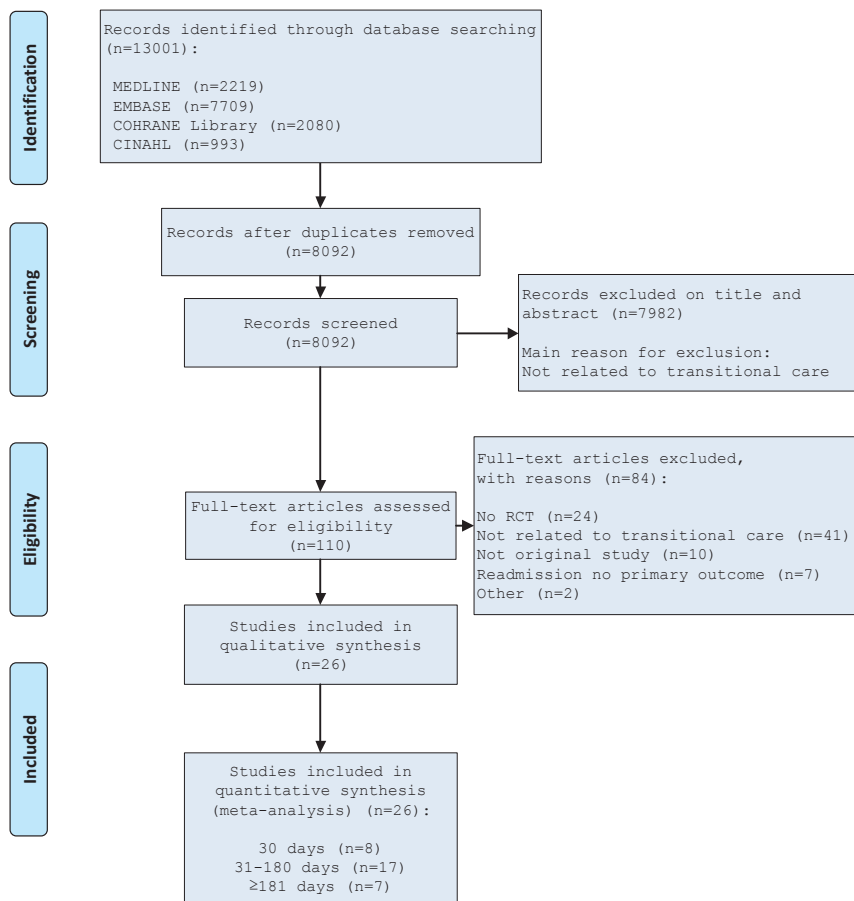 Identification
Records identified through database searching
(n=13001):
MEDLINE (n=2219)
EMBASE (n=7709)
COHRANE Library (n=2080)
CINAHL (n=993)
Screening
Records after duplicates removed
(n=8092)
Records screened
(n=8092)
Records excluded on title and
abstract (n=7982)
Main reason for exclusion:
Not related to transitional care
Eligibility
Full-text articles assessed
for eligibility
(n=110)
Full-text articles excluded,
with reasons (n=84):
No RCT (n=24)
Not related to transitional care (n=41)
Not original study (n=10)
Readmission no primary outcome (n=7)
Other (n=2)
Studies included in
qualitative synthesis
(n=26)
Included
Studies included in
quantitative synthesis
(meta-analysis) (n=26):
30 days (n=8)
31-180 days (n=17)
≥181 days (n=7)